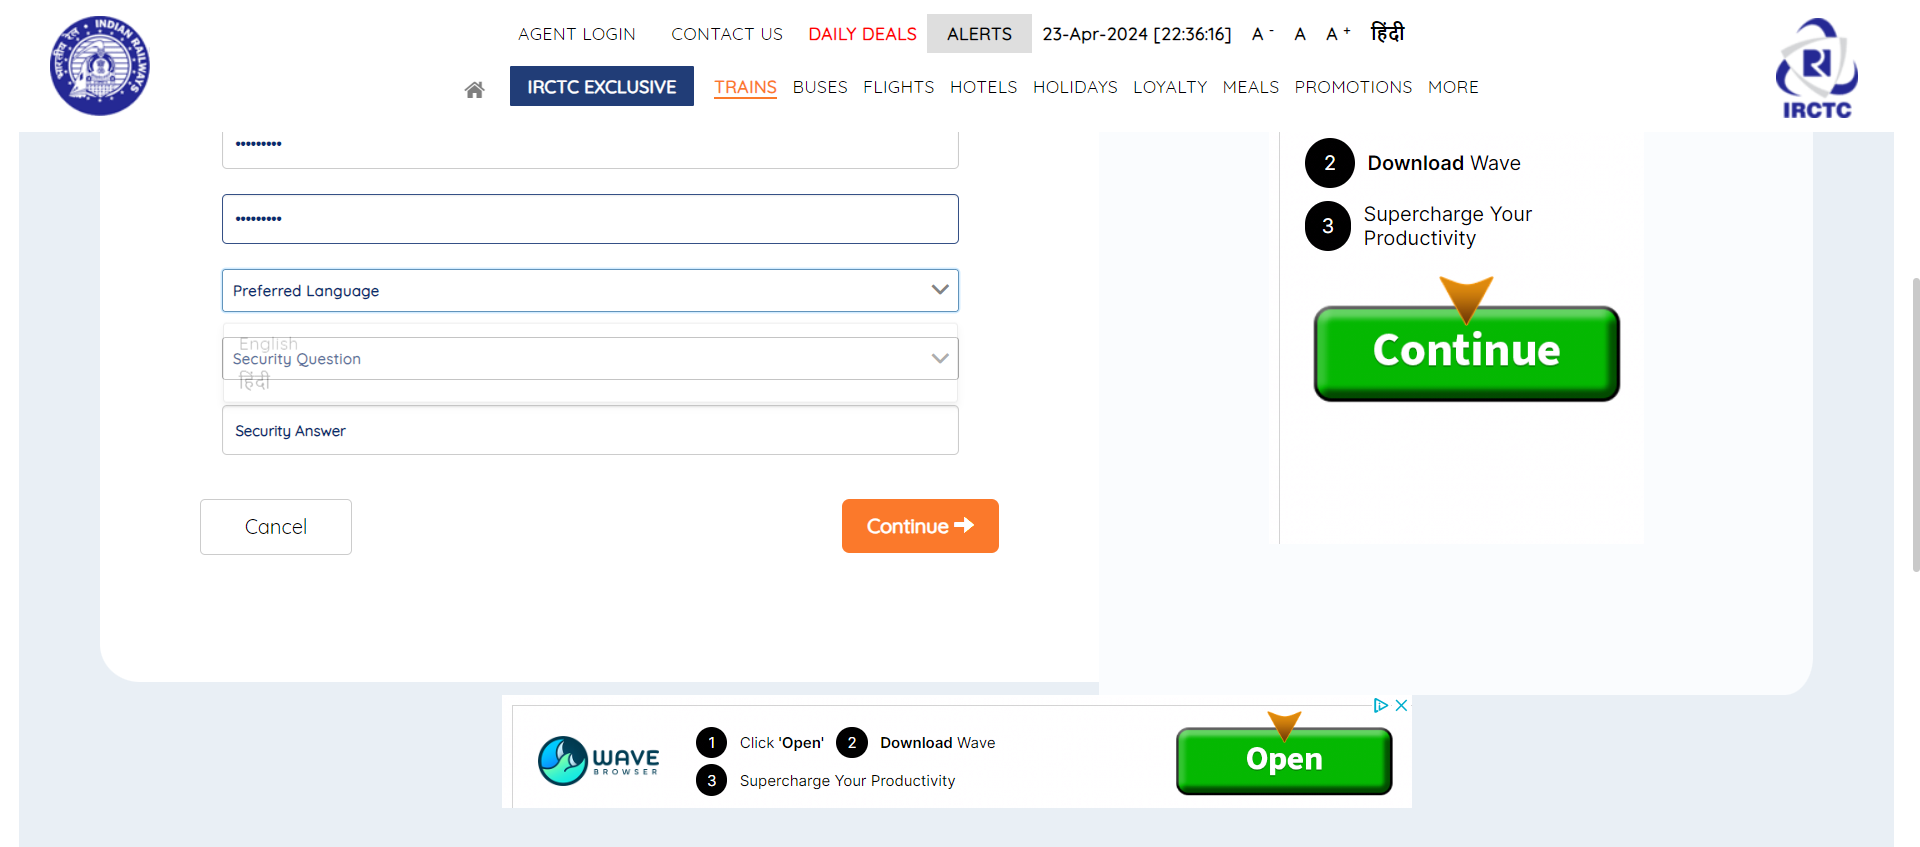 AGENT LOGIN CONTACT US DAILY DEALS ALERTS 23-Apr-2024 [22:36:16] A - A A + हिंदी
IRCTC EXCLUSIVE TRAINS BUSES FLIGHTS HOTELS HOLIDAYS LOYALTY MEALS PROMOTIONS MORE
भारतीय रेल INDIAN RAILWAYS
IRCTC
•••••••••
•••••••••
Preferred Language
English
Security Question
हिंदी
Security Answer
Cancel
Continue
2 Download Wave
3 Supercharge Your
Productivity
Continue
WAVE
BROWSER
1 Click 'Open' 2 Download Wave
3 Supercharge Your Productivity
Open